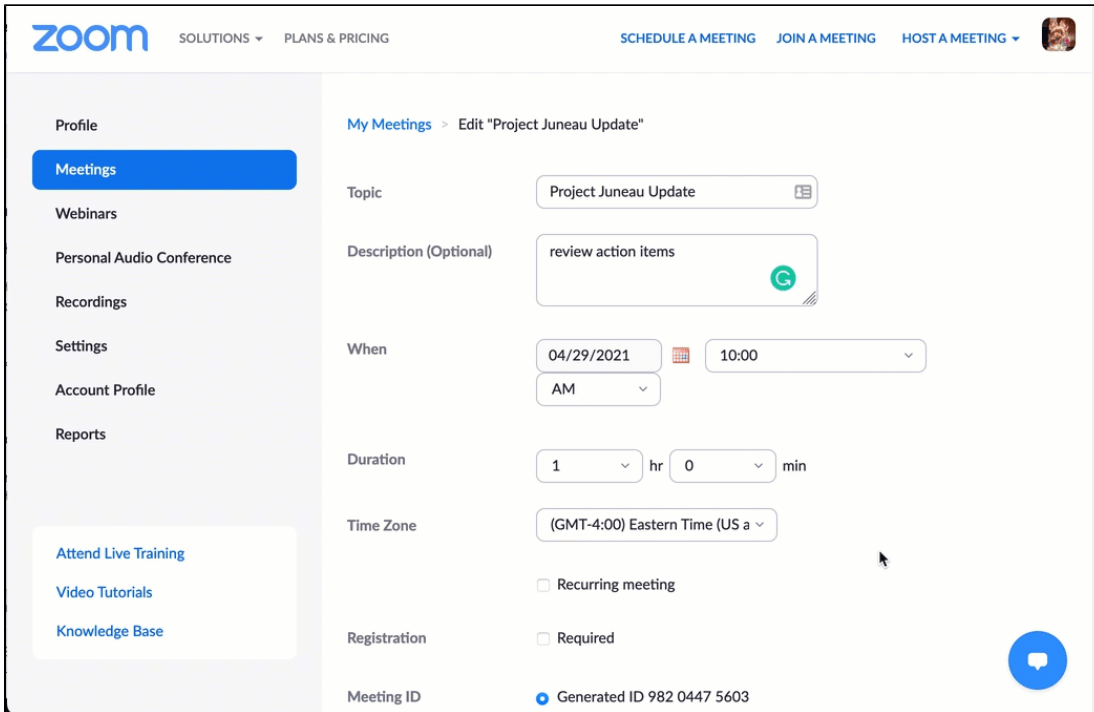 zoom SOLUTIONS PLANS & PRICING SCHEDULE A MEETING JOIN A MEETING HOST A MEETING
Profile
Meetings
Webinars
Personal Audio Conference
Recordings
Settings
Account Profile
Reports
Attend Live Training
Video Tutorials
Knowledge Base
My Meetings > Edit "Project Juneau Update"
Topic Project Juneau Update
Description (Optional) review action items
When 04/29/2021 10:00
AM
Duration 1 hr 0 min
Time Zone (GMT-4:00) Eastern Time (US a
Recurring meeting
Registration Required
Meeting ID Generated ID 982 0447 5603